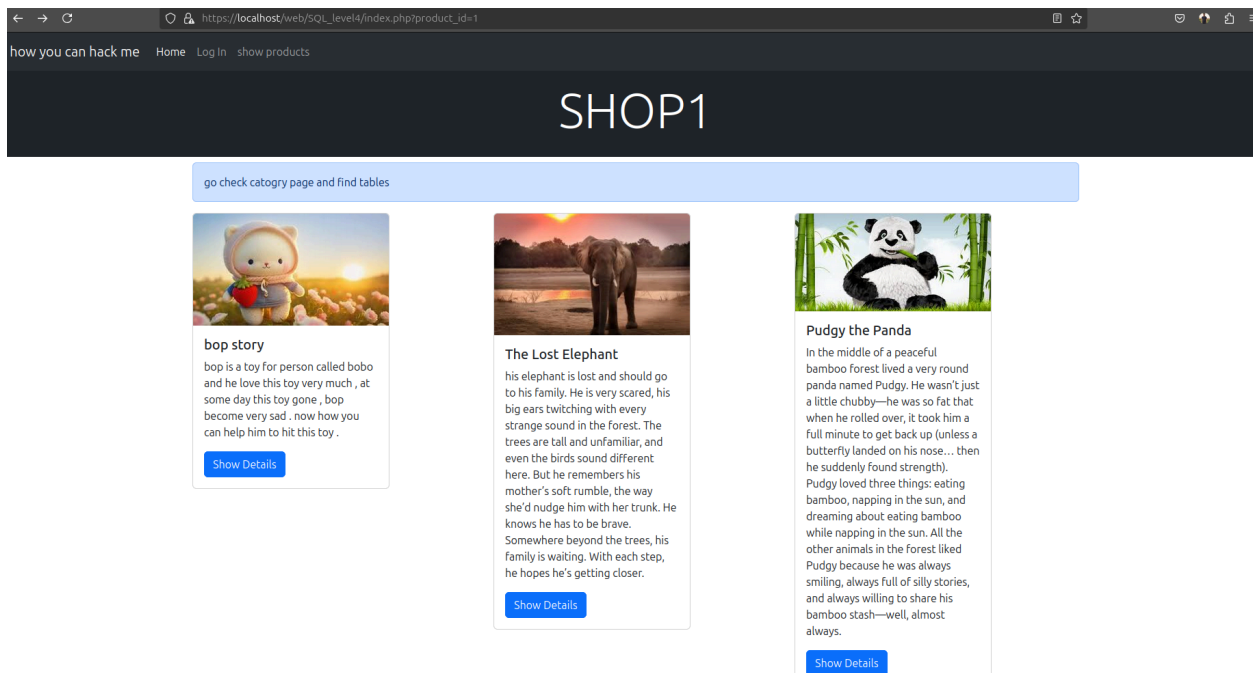 https://localhost/web/SQL_level4/index.php?product_id=1
how you can hack me Home Log In show products
SHOP1
go check catogry page and find tables
bop story
bop is a toy for person called bobo
and he love this toy very much , at
some day this toy gone , bop
become very sad . now how you
can help him to hit this toy .
Show Details
The Lost Elephant
his elephant is lost and should go
to his family. He is very scared, his
big ears twitching with every
strange sound in the forest. The
trees are tall and unfamiliar, and
even the birds sound different
here. But he remembers his
mother's soft rumble, the way
she'd nudge him with her trunk. He
knows he has to be brave.
Somewhere beyond the trees, his
family is waiting. With each step,
he hopes he's getting closer.
Show Details
Pudgy the Panda
In the middle of a peaceful
bamboo forest lived a very round
panda named Pudgy. He wasn't just
a little chubby—he was so fat that
when he rolled over, it took him a
full minute to get back up (unless a
butterfly landed on his nose… then
he suddenly found strength).
Pudgy loved three things: eating
bamboo, napping in the sun, and
dreaming about eating bamboo
while napping in the sun. All the
other animals in the forest liked
Pudgy because he was always
smiling, always full of silly stories,
and always willing to share his
bamboo stash—well, almost
always.
Show Details